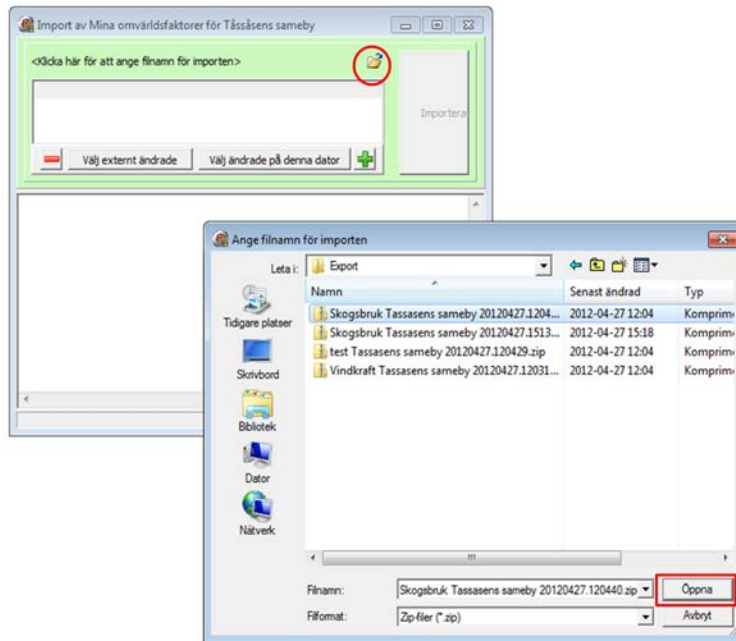 Import av Mina omvärldsfaktorer för Tåssåsens sameby
<Klicka här för att ange filnamn för importen>
Importera
Välj externt ändrade
Välj ändrade på denna dator
Ange filnamn för importen
Leta i:
Export
Namn
Senast ändrad
Typ
Skogsbruk Tassasens sameby 20120427.1204... 2012-04-27 12:04 Komprim
Skogsbruk Tassasens sameby 20120427.1513... 2012-04-27 15:18 Komprim
test Tassasens sameby 20120427.120429.zip 2012-04-27 12:04 Komprim
Vindkraft Tassasens sameby 20120427.12031... 2012-04-27 12:04 Komprim
Tidigare platser
Skrivbord
Bibliotek
Dator
Nätverk
Filnamn:
Skogsbruk Tassasens sameby 20120427.120440.zip
Öppna
Filformat:
Zip-filer (*.zip)
Avbryt